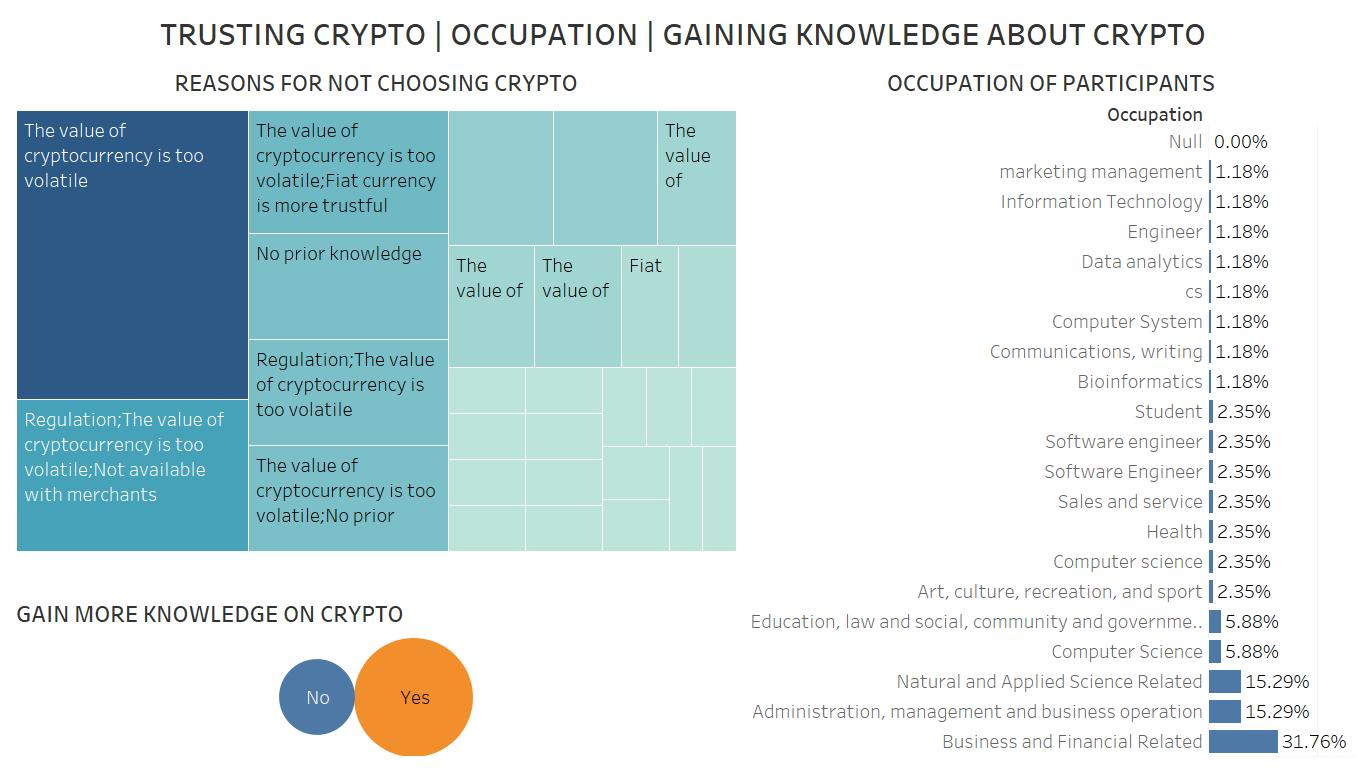 TRUSTING CRYPTO | OCCUPATION | GAINING KNOWLEDGE ABOUT CRYPTO
REASONS FOR NOT CHOOSING CRYPTO
The value of
cryptocurrency is too
volatile
Regulation;The value of
cryptocurrency is too
volatile;Not available
with merchants
The value of
cryptocurrency is too
volatile;Fiat currency
is more trustful
No prior knowledge
Regulation;The value
of cryptocurrency is
too volatile
The value of
cryptocurrency is too
volatile;No prior
The
value
of
The
value of
The
value of
Fiat
GAIN MORE KNOWLEDGE ON CRYPTO
No
Yes
OCCUPATION OF PARTICIPANTS
Occupation
Null 0.00%
marketing management 1.18%
Information Technology 1.18%
Engineer 1.18%
Data analytics 1.18%
cs 1.18%
Computer System 1.18%
Communications, writing 1.18%
Bioinformatics 1.18%
Student 2.35%
Software engineer 2.35%
Software Engineer 2.35%
Sales and service 2.35%
Health 2.35%
Computer science 2.35%
Art, culture, recreation, and sport 2.35%
Education, law and social, community and governme.. 5.88%
Computer Science 5.88%
Natural and Applied Science Related 15.29%
Administration, management and business operation 15.29%
Business and Financial Related 31.76%